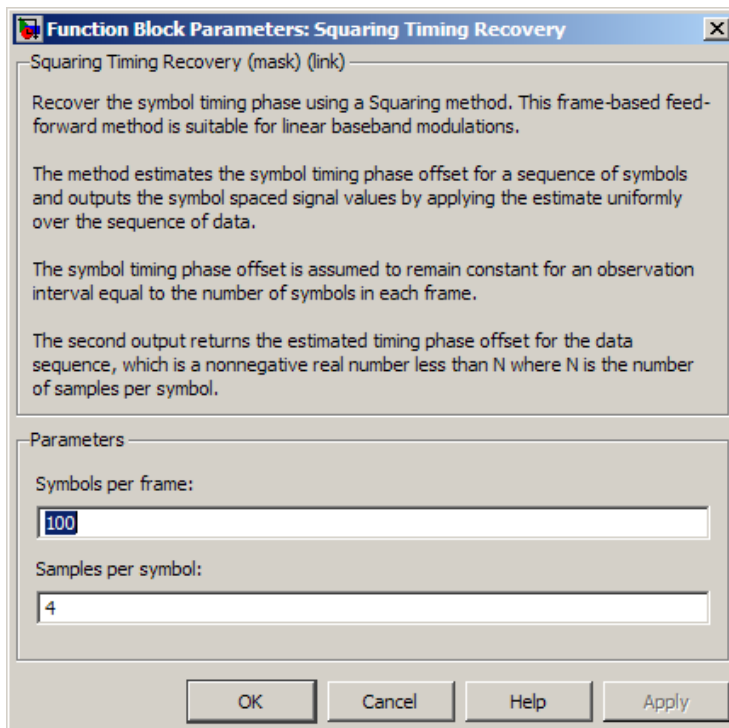 Function Block Parameters: Squaring Timing Recovery
Squaring Timing Recovery (mask) (link)
Recover the symbol timing phase using a Squaring method. This frame-based feed-
forward method is suitable for linear baseband modulations.
The method estimates the symbol timing phase offset for a sequence of symbols
and outputs the symbol spaced signal values by applying the estimate uniformly
over the sequence of data.
The symbol timing phase offset is assumed to remain constant for an observation
interval equal to the number of symbols in each frame.
The second output returns the estimated timing phase offset for the data
sequence, which is a nonnegative real number less than N where N is the number
of samples per symbol.
Parameters
Symbols per frame:
100
Samples per symbol:
4
OK Cancel Help Apply